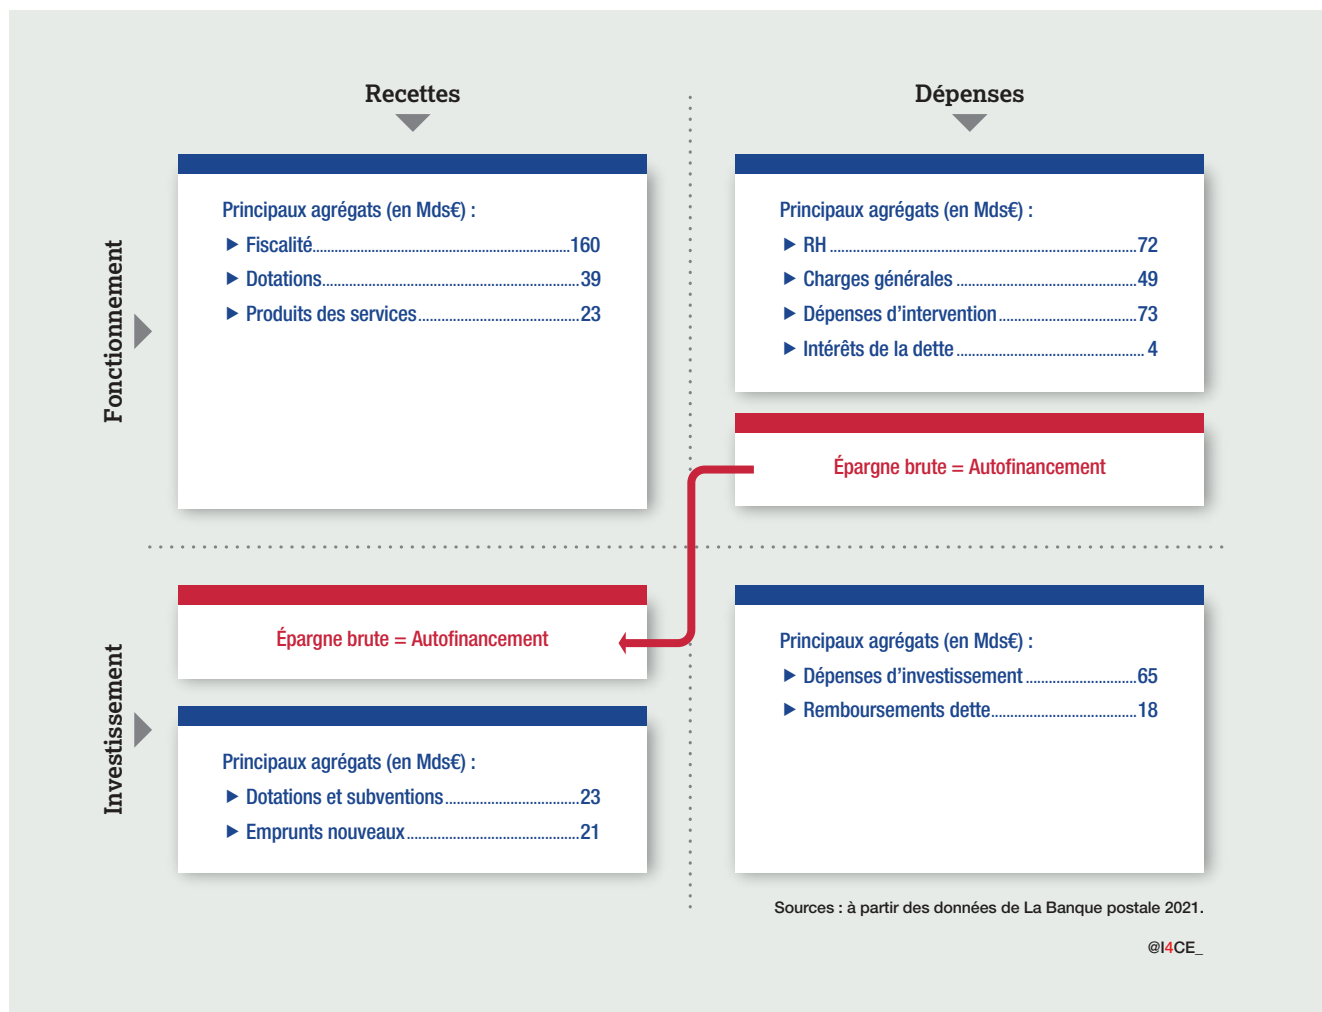 Recettes
Dépenses
Fonctionnement
Principaux agrégats (en Mds€) :
Fiscalité 160
Dotations 39
Produits des services 23
Principaux agrégats (en Mds€) :
RH 72
Charges générales 49
Dépenses d'intervention 73
Intérêts de la dette 4
Épargne brute = Autofinancement
Investissement
Épargne brute = Autofinancement
Principaux agrégats (en Mds€) :
Dotations et subventions 23
Emprunts nouveaux 21
Principaux agrégats (en Mds€) :
Dépenses d'investissement 65
Remboursements dette 18
Sources : à partir des données de La Banque postale 2021.
@I4CE_